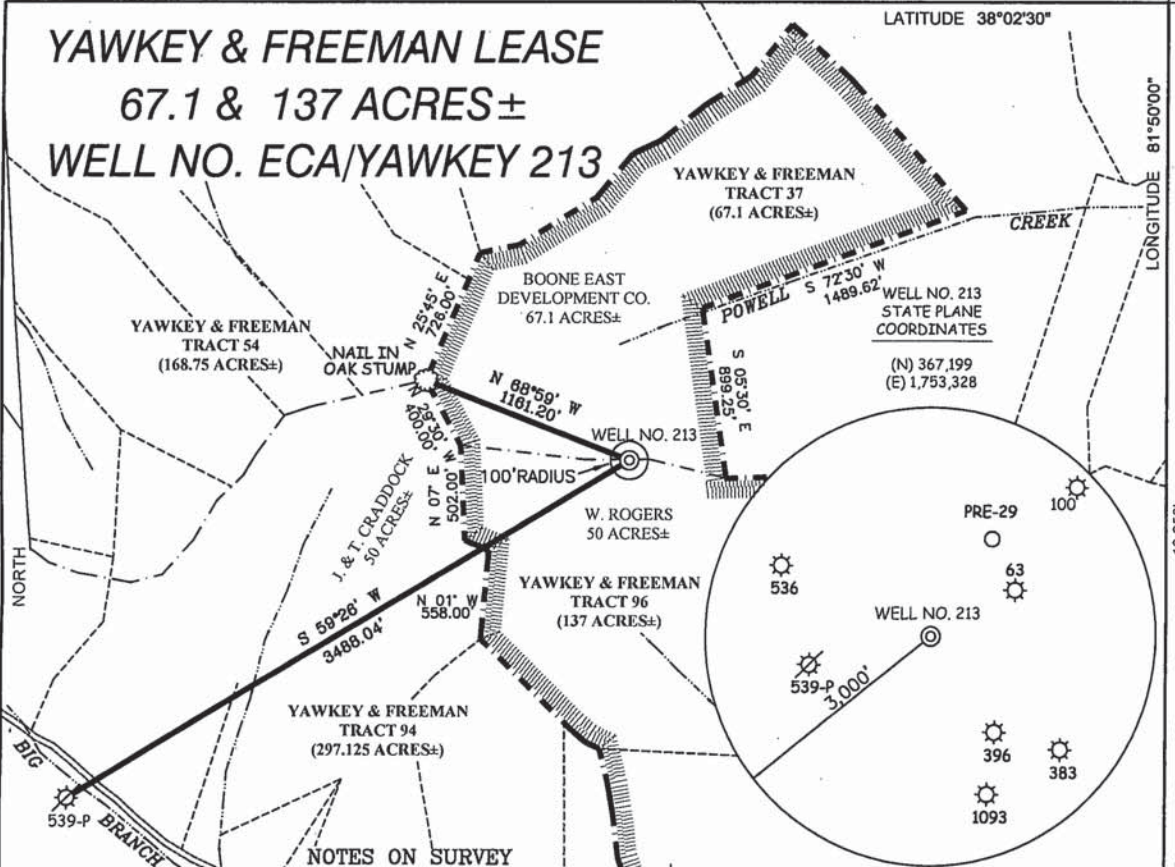 LATITUDE 38°02'30"
YAWKEY & FREEMAN LEASE
67.1 & 137 ACRES±
WELL NO. ECA/YAWKEY 213
LONGITUDE 81°50'00"
YAWKEY & FREEMAN
TRACT 37
(67.1 ACRES±)
CREEK
POWELL
S 72°30' W
1489.62'
BOONE EAST
DEVELOPMENT CO.
67.1 ACRES±
N 25°45' E
726.00'
YAWKEY & FREEMAN
TRACT 54
(168.75 ACRES±)
NAIL IN
OAK STUMP
WELL NO. 213
STATE PLANE
COORDINATES
(N) 367,199
(E) 1,753,328
S 05°30' E
899.25'
N 68°59' W
1161.20'
N 29°30' W
400.00'
WELL NO. 213
100'RADIUS
J. & T. CRADDOCK
50 ACRES±
N 07° E
502.00'
W. ROGERS
50 ACRES±
NORTH
YAWKEY & FREEMAN
TRACT 96
(137 ACRES±)
N 01° W
558.00'
S 59°26' W
3488.04'
YAWKEY & FREEMAN
TRACT 94
(297.125 ACRES±)
BIG
BRANCH
539-P
NOTES ON SURVEY
100
PRE-29
536
63
WELL NO. 213
539-P
3,000'
396
383
1093